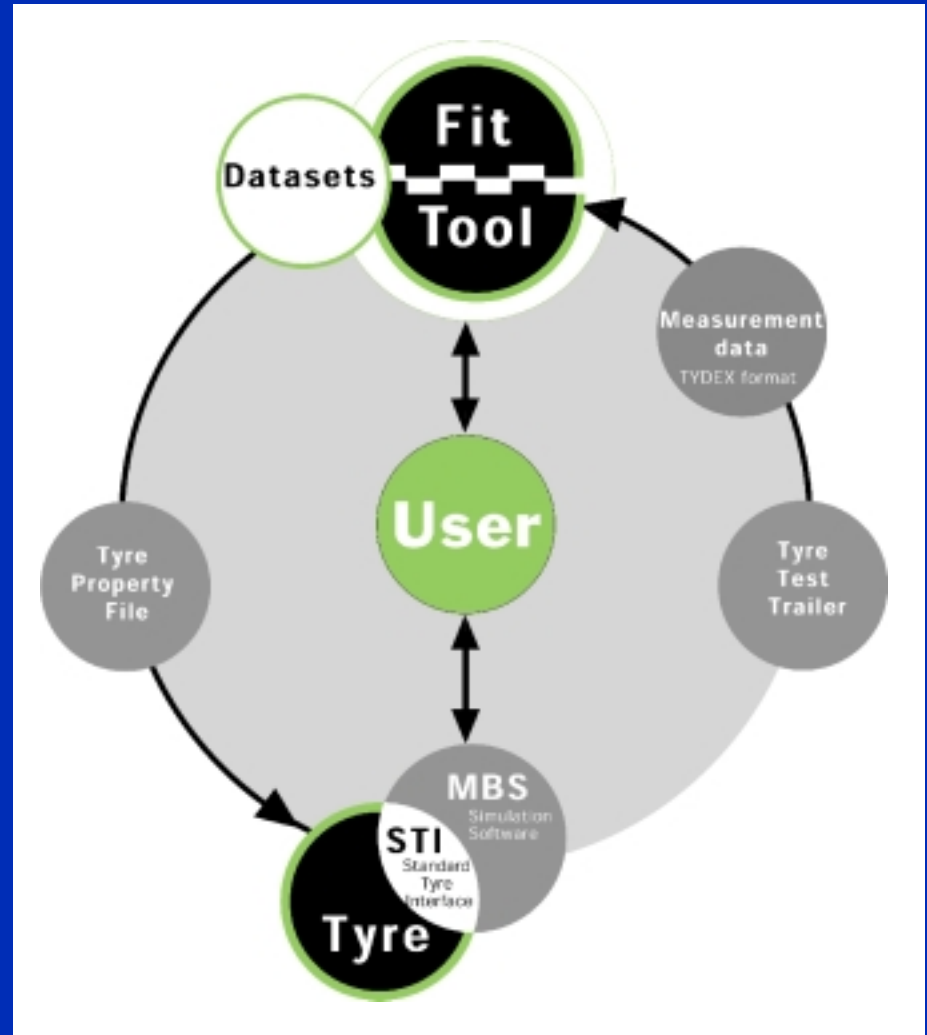 Fit
Tool
Datasets
Measurement
data
TYDEX format
User
Tyre
Property
File
Tyre
Test
Trailer
MBS
Simulation
Software
STI
Standard
Tyre
Interface
Tyre